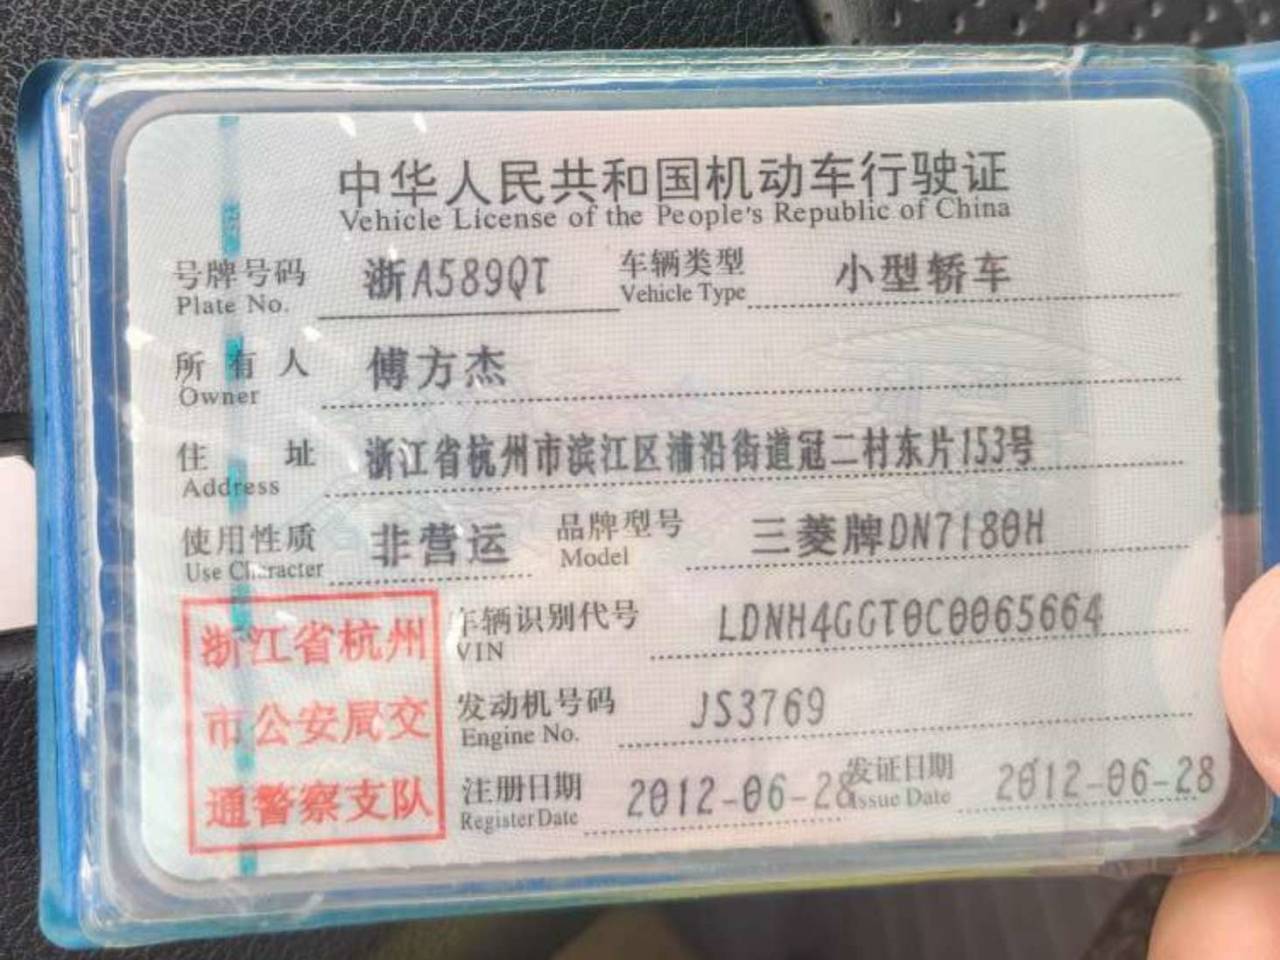 中华人民共和国机动车行驶证
Vehicle License of the People's Republic of China
号牌号码 浙A589QT 车辆类型 小型轿车
Plate No. Vehicle Type
所有人 傅方杰
Owner
住址 浙江省杭州市滨江区浦沿街道冠二村东片153号
Address
使用性质 非营运 品牌型号 三菱牌DN7180H
Use Character Model
浙江省杭州市公安局交通警察支队
车辆识别代号 LDNH4GGT0C0065664
VIN
发动机号码 JS3769
Engine No.
注册日期 2012-06-28 发证日期 2012-06-28
Register Date Issue Date